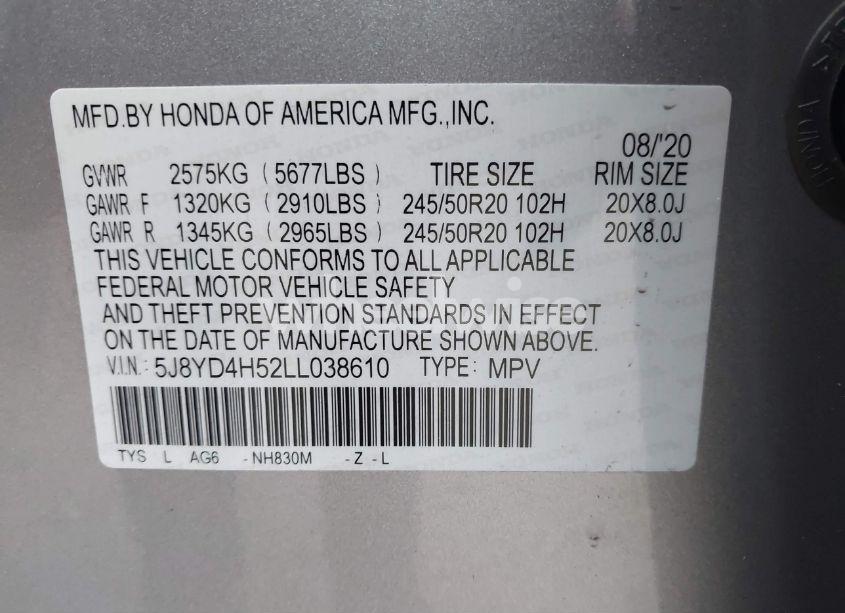 MFD.BY HONDA OF AMERICA MFG.,INC.
08/'20
GVWR 2575KG ( 5677LBS ) TIRE SIZE RIM SIZE
GAWR F 1320KG ( 2910LBS ) 245/50R20 102H 20X8.0J
GAWR R 1345KG ( 2965LBS ) 245/50R20 102H 20X8.0J
THIS VEHICLE CONFORMS TO ALL APPLICABLE
FEDERAL MOTOR VEHICLE SAFETY
AND THEFT PREVENTION STANDARDS IN EFFECT
ON THE DATE OF MANUFACTURE SHOWN ABOVE.
V.I.N.: 5J8YD4H52LL038610 TYPE: MPV
TYS L AG6 -NH830M -Z -L
HONDA